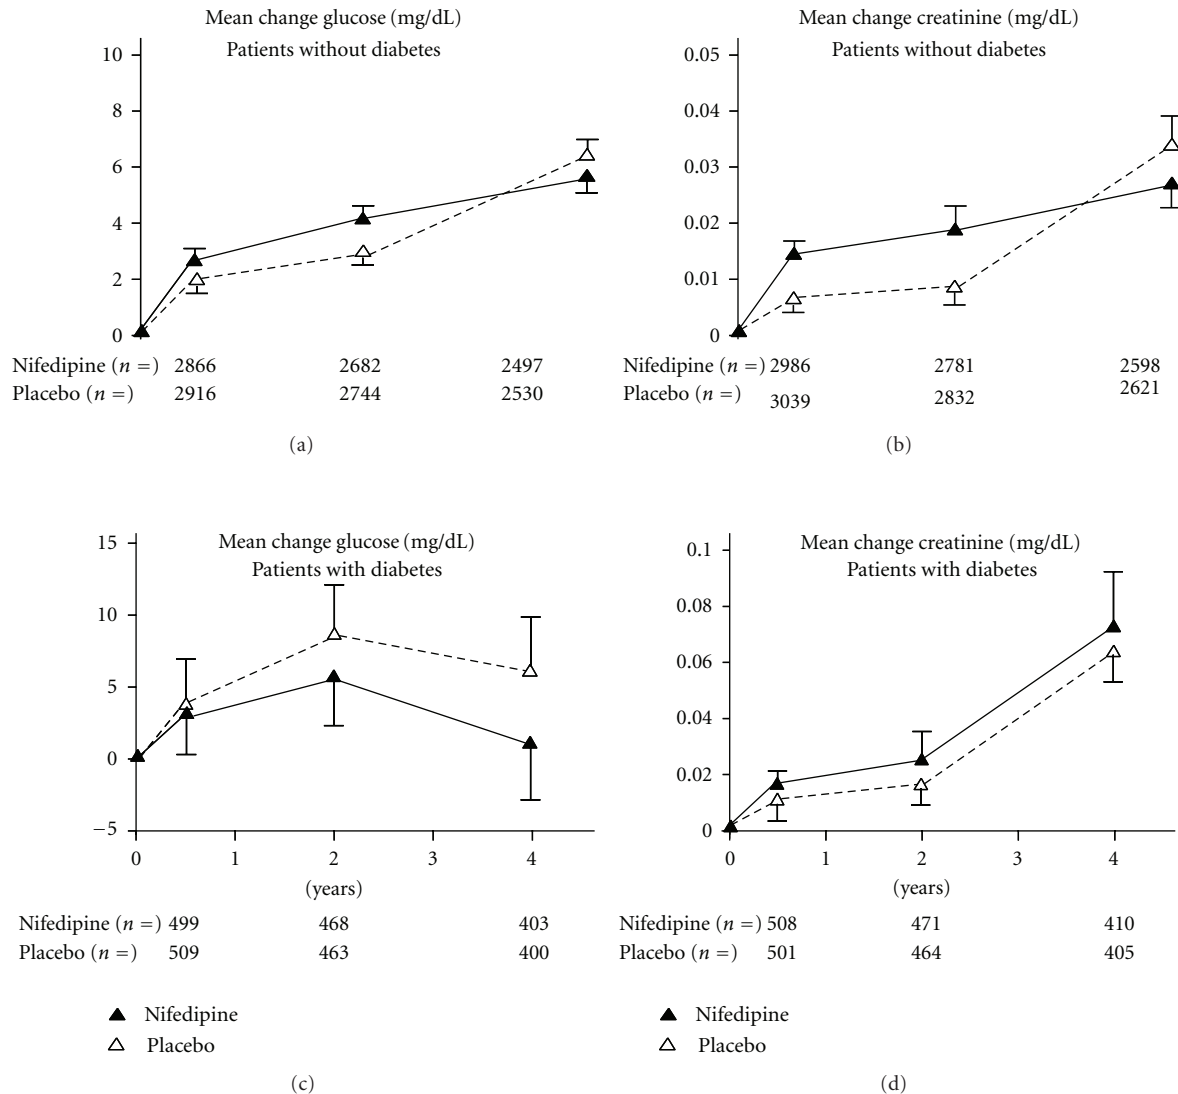 Mean change glucose (mg/dL)
Patients without diabetes
10
8
6
4
2
0
Nifedipine (n =) 2866 2682 2497
Placebo (n =) 2916 2744 2530
(a)
Mean change creatinine (mg/dL)
Patients without diabetes
0.05
0.04
0.03
0.02
0.01
0
Nifedipine (n =) 2986 2781 2598
Placebo (n =) 3039 2832 2621
(b)
Mean change glucose (mg/dL)
Patients with diabetes
15
10
5
0
−5
0 1 2 3 4
(years)
Nifedipine (n =) 499 468 403
Placebo (n =) 509 463 400
Nifedipine
Placebo
(c)
Mean change creatinine (mg/dL)
Patients with diabetes
0.1
0.08
0.06
0.04
0.02
0
0 1 2 3 4
(years)
Nifedipine (n =) 508 471 410
Placebo (n =) 501 464 405
Nifedipine
Placebo
(d)